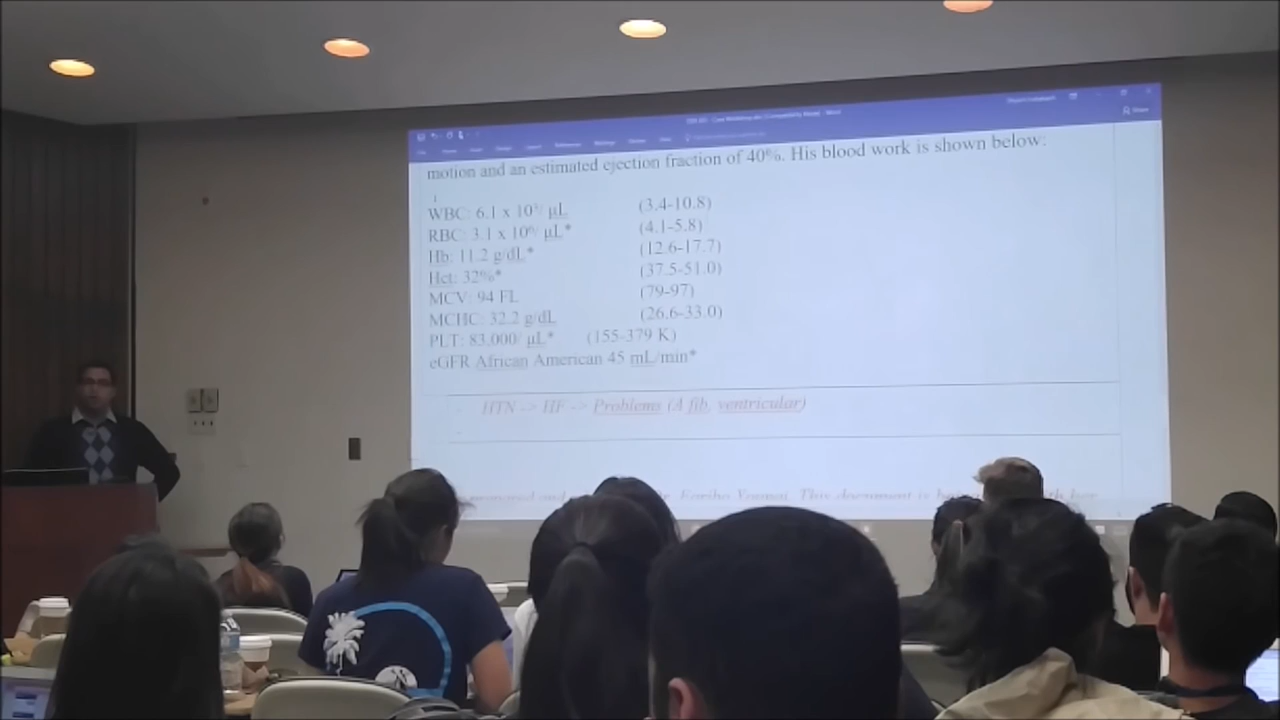 motion and an estimated ejection fraction of 40%. His blood work is shown below:
WBC: 6.1 x 10³/ µL (3.4-10.8)
RBC: 3.1 x 10⁶/ µL* (4.1-5.8)
Hb: 11.2 g/dL* (12.6-17.7)
Hct: 32%* (37.5-51.0)
MCV: 94 FL (79-97)
MCHC: 32.2 g/dL (26.6-33.0)
PLT: 83.000/ µL* (155-379 K)
eGFR African American 45 mL/min*
HTN -> HF -> Problems (A fib, ventricular)
This document is